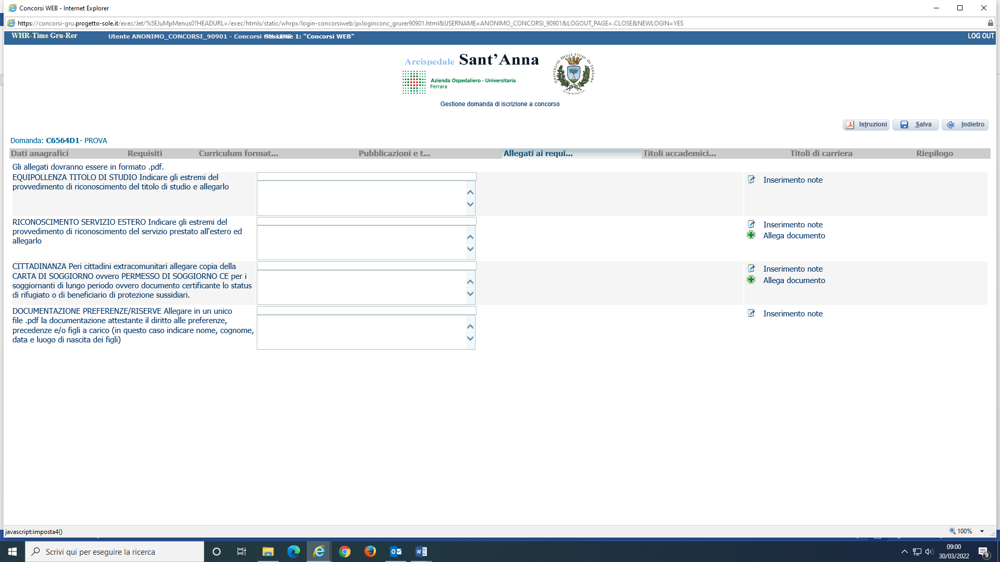 Concorsi WEB - Internet Explorer
https://concorsi-gru.progetto-sole.it/exec/Jet/%5EJuMpMenus0?HEADURL=/exec/htmls/static/whrpx/login-concorsiweb/pxloginconc_grurer90901.html&USERNAME=ANONIMO_CONCORSI_90901&LOGOUT_PAGE=.CLOSE&NEWLOGIN=YES
WHR-Time Gru-Rer
Utente ANONIMO_CONCORSI_90901 - Concorsi ON-LINE
Sessione 1: "Concorsi WEB"
LOG OUT
Arcispedale Sant'Anna
Azienda Ospedaliero - Universitaria
Ferrara
UNIVERSITÀ DEGLI STUDI DI FERRARA
Gestione domanda di iscrizione a concorso
Istruzioni Salva Indietro
Domanda: C6564D1- PROVA
Dati anagrafici Requisiti Curriculum format... Pubblicazioni e t... Allegati ai requi... Titoli accademici... Titoli di carriera Riepilogo
Gli allegati dovranno essere in formato .pdf.
EQUIPOLLENZA TITOLO DI STUDIO Indicare gli estremi del
provvedimento di riconoscimento del titolo di studio e allegarlo
Inserimento note
RICONOSCIMENTO SERVIZIO ESTERO Indicare gli estremi del
provvedimento di riconoscimento del servizio prestato all'estero ed
allegarlo
Inserimento note
Allega documento
CITTADINANZA Peri cittadini extracomunitari allegare copia della
CARTA DI SOGGIORNO ovvero PERMESSO DI SOGGIORNO CE per i
soggiornanti di lungo periodo ovvero documento certificante lo status
di rifugiato o di beneficiario di protezione sussidiari.
Inserimento note
Allega documento
DOCUMENTAZIONE PREFERENZE/RISERVE Allegare in un unico
file .pdf la documentazione attestante il diritto alle preferenze,
precedenze e/o figli a carico (in questo caso indicare nome, cognome,
data e luogo di nascita dei figli)
Inserimento note
javascript:imposta4()
100%
Scrivi qui per eseguire la ricerca
09:00
30/03/2022
9